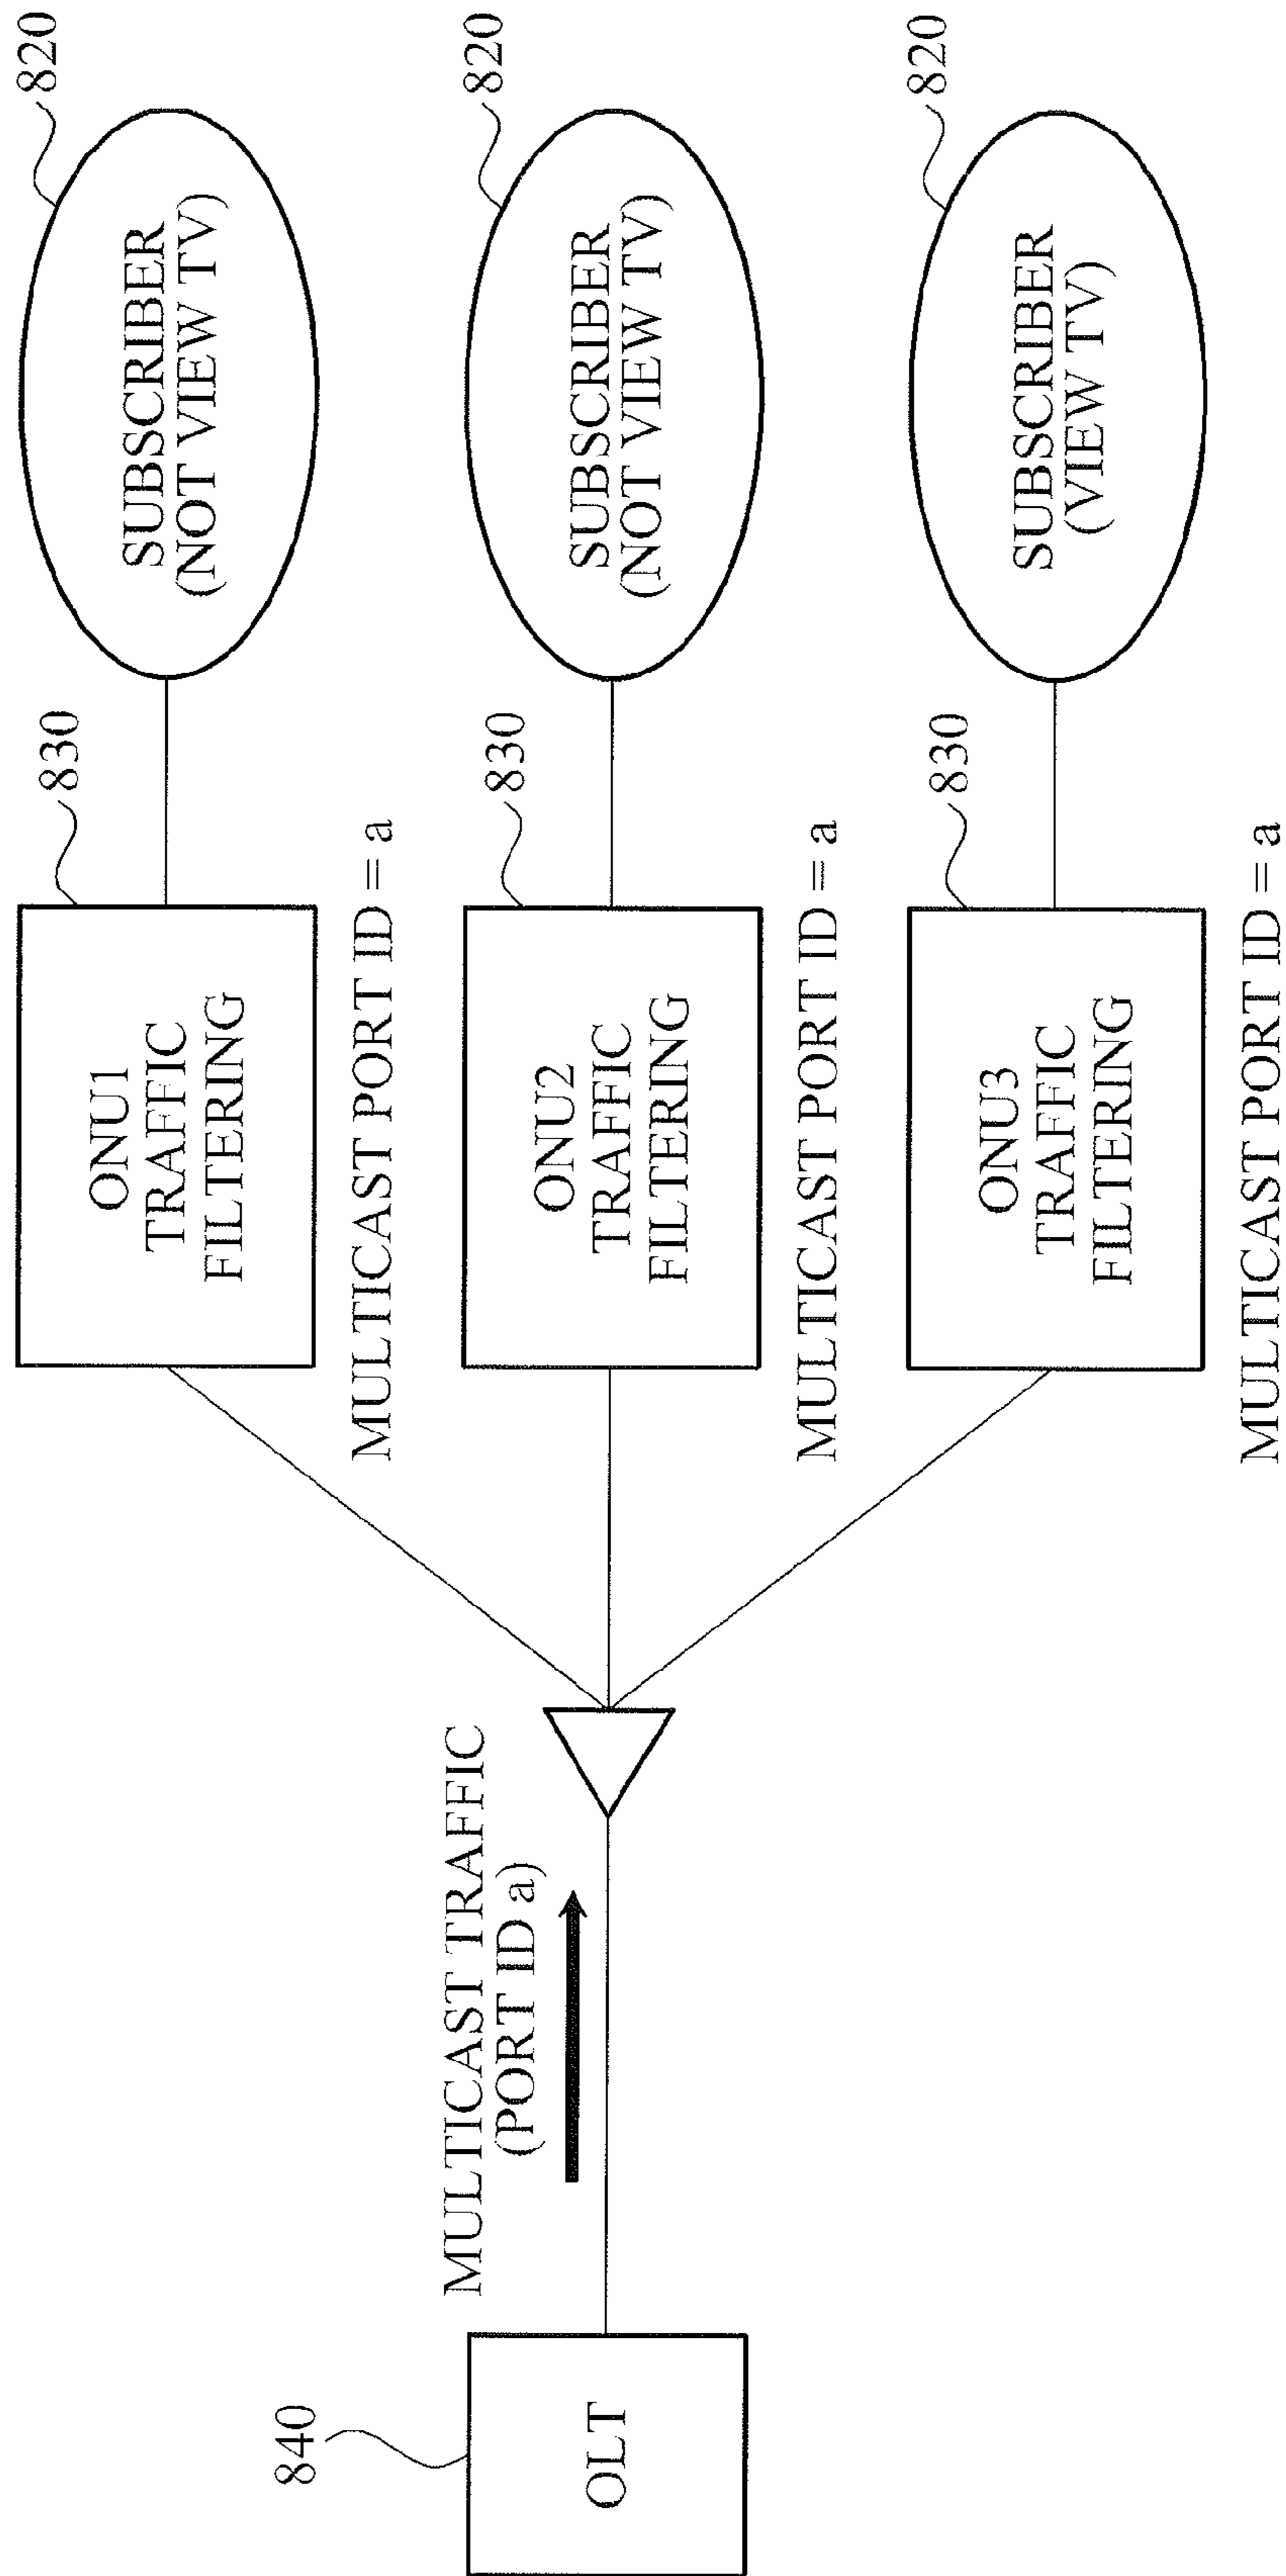 840
OLT
MULTICAST TRAFFIC
(PORT ID a)
830
ONU1
TRAFFIC
FILTERING
MULTICAST PORT ID = a
820
SUBSCRIBER
(NOT VIEW TV)
830
ONU2
TRAFFIC
FILTERING
MULTICAST PORT ID = a
820
SUBSCRIBER
(NOT VIEW TV)
830
ONU3
TRAFFIC
FILTERING
MULTICAST PORT ID = a
820
SUBSCRIBER
(VIEW TV)